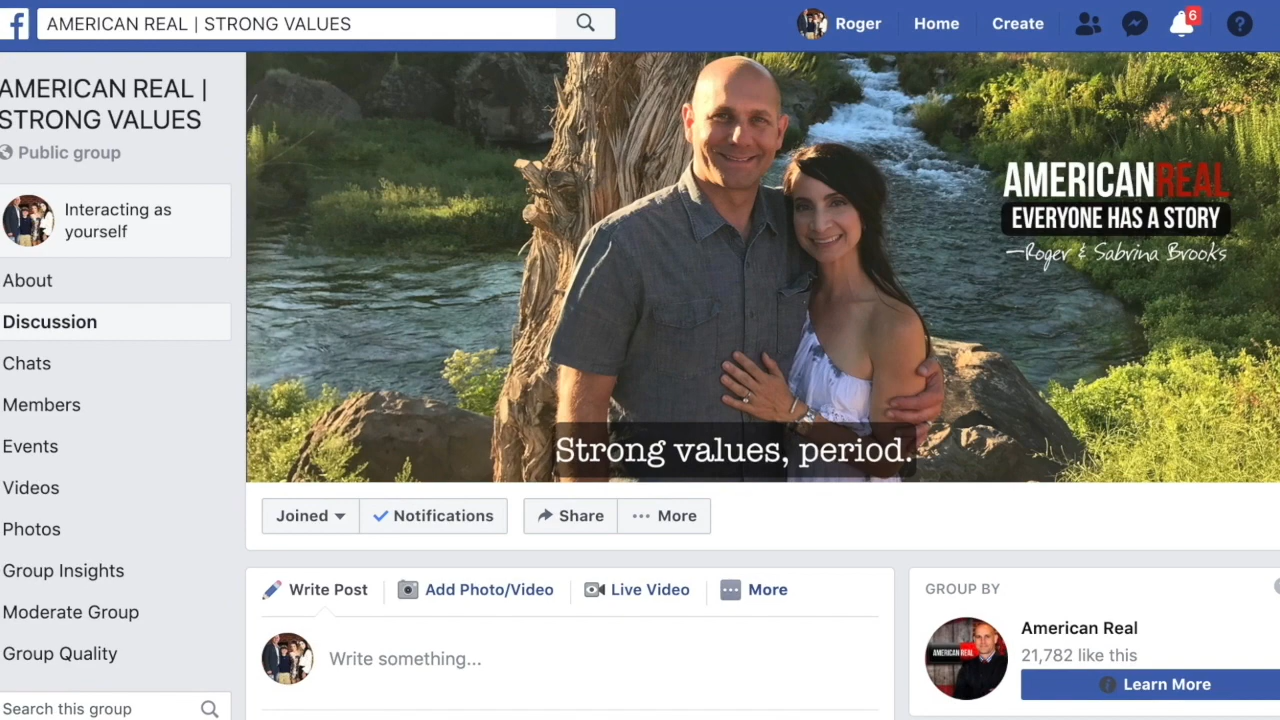 AMERICAN REAL | STRONG VALUES
Roger
Home
Create
6
?
AMERICAN REAL |
STRONG VALUES
Public group
Interacting as
yourself
About
Discussion
Chats
Members
Events
Videos
Photos
Group Insights
Moderate Group
Group Quality
Search this group
AMERICANREAL
EVERYONE HAS A STORY
—Roger & Sabrina Brooks
Strong values, period.
Joined
Notifications
Share
More
Write Post
Add Photo/Video
Live Video
More
Write something...
GROUP BY
AMERICAN REAL
American Real
21,782 like this
Learn More